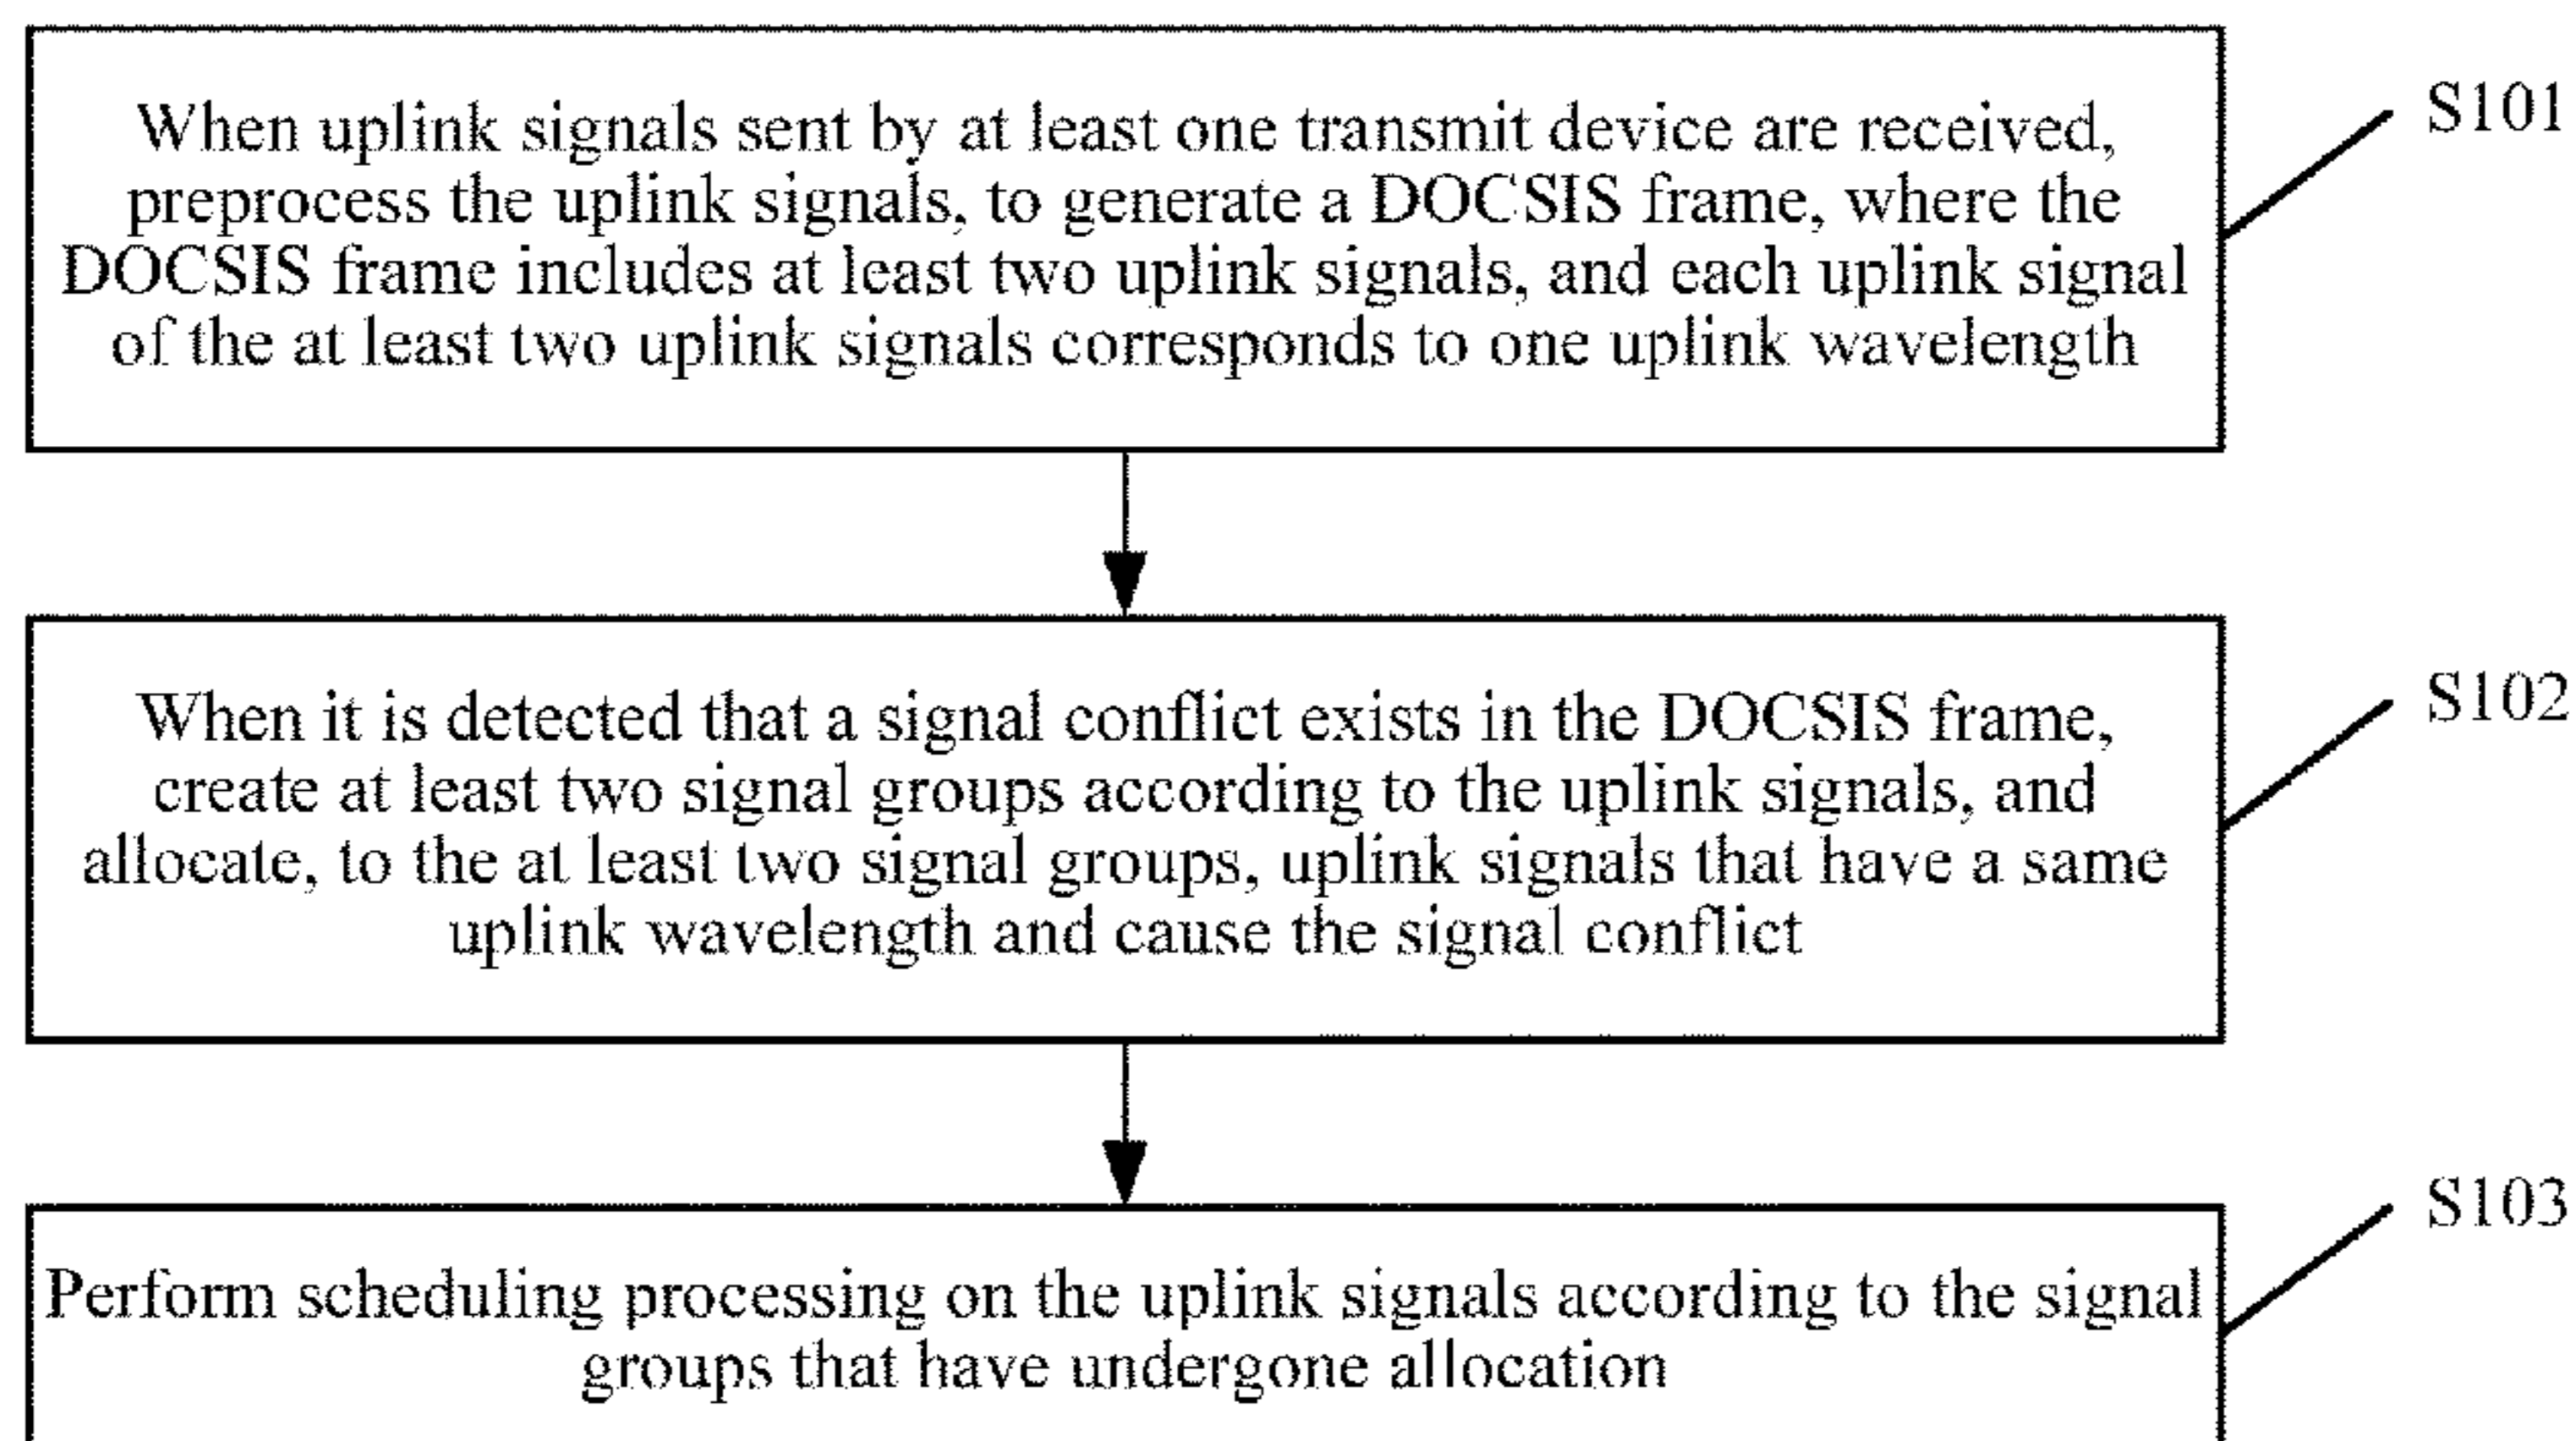 When uplink signals sent by at least one transmit device are received,
preprocess the uplink signals, to generate a DOCSIS frame, where the
DOCSIS frame includes at least two uplink signals, and each uplink signal
of the at least two uplink signals corresponds to one uplink wavelength
S101
When it is detected that a signal conflict exists in the DOCSIS frame,
create at least two signal groups according to the uplink signals, and
allocate, to the at least two signal groups, uplink signals that have a same
uplink wavelength and cause the signal conflict
S102
Perform scheduling processing on the uplink signals according to the signal
groups that have undergone allocation
S103